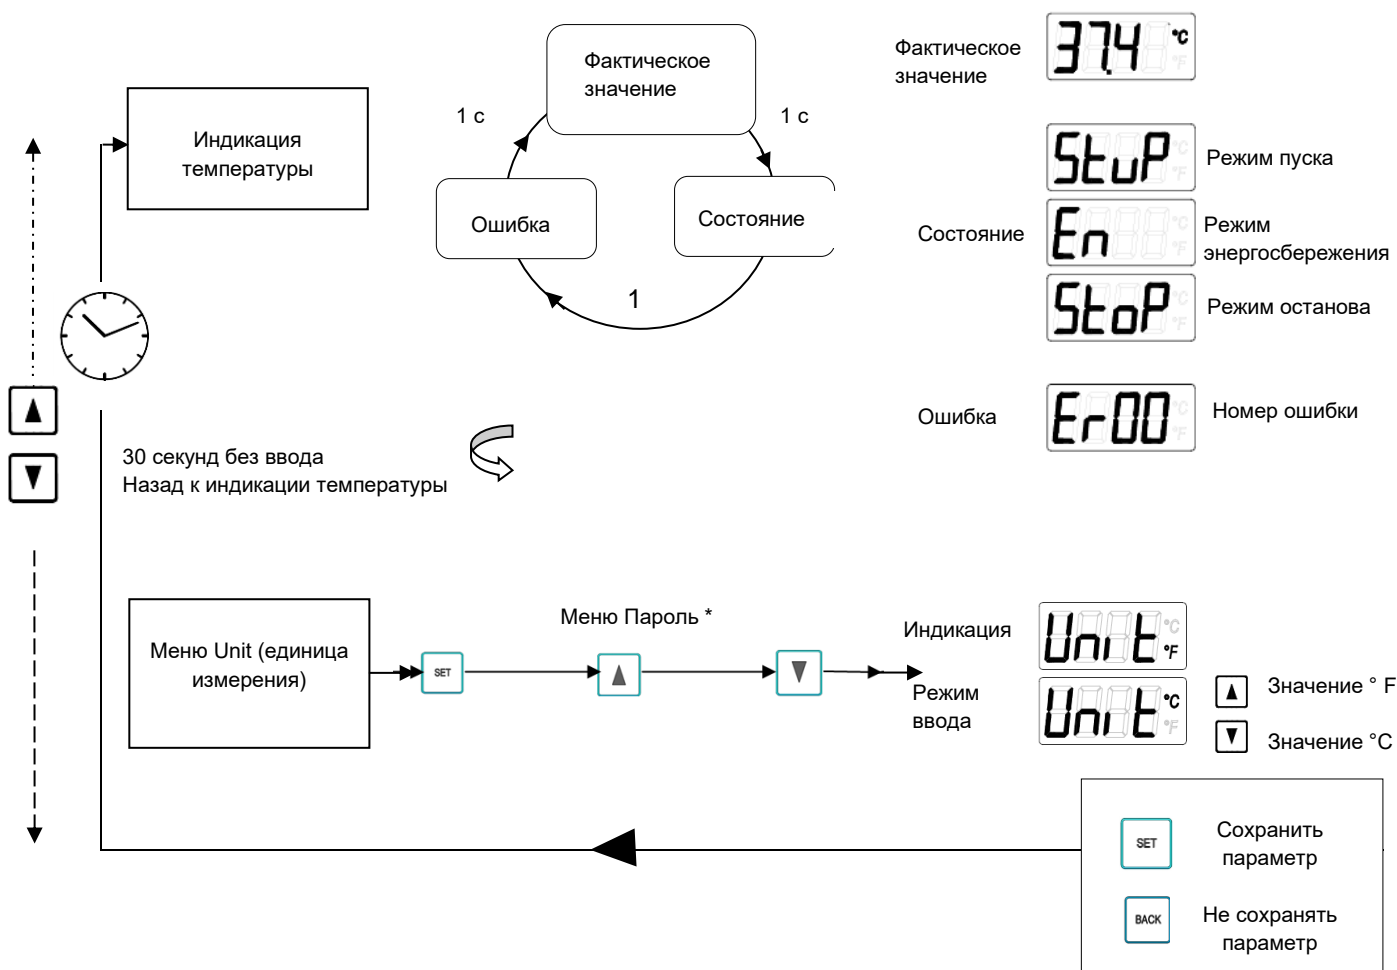 Фактическое
значение
1 с
1 с
Индикация
температуры
Ошибка
Состояние
1
Фактическое
значение
37.4 °C
°F
StuP °C
°F
Режим пуска
Состояние
En °C
°F
Режим
энергосбережения
StoP °C
°F
Режим останова
Ошибка
Er00 °C
°F
Номер ошибки
30 секунд без ввода
Назад к индикации температуры
Меню Unit (единица
измерения)
SET
Меню Пароль *
Индикация
Unit °C
°F
Режим
ввода
Unit °C
°F
Значение ° F
Значение °C
SET
Сохранить
параметр
BACK
Не сохранять
параметр